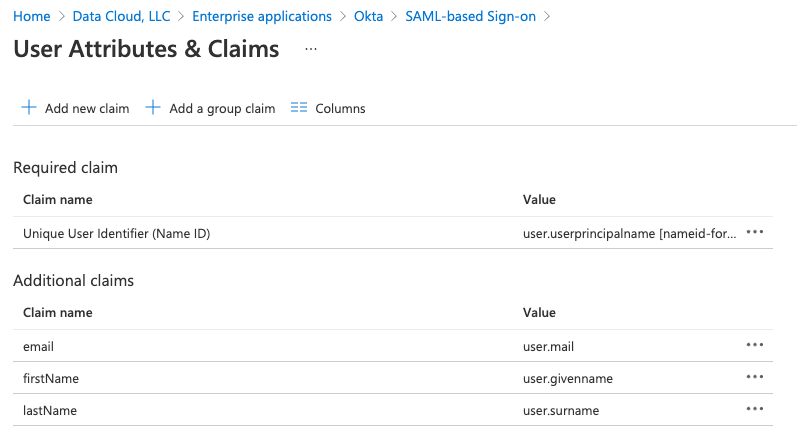 Home > Data Cloud, LLC > Enterprise applications > Okta > SAML-based Sign-on >
User Attributes & Claims ...
+ Add new claim + Add a group claim Columns
Required claim
Claim name Value
Unique User Identifier (Name ID) user.userprincipalname [nameid-for... •••
Additional claims
Claim name Value
email user.mail •••
firstName user.givenname •••
lastName user.surname •••